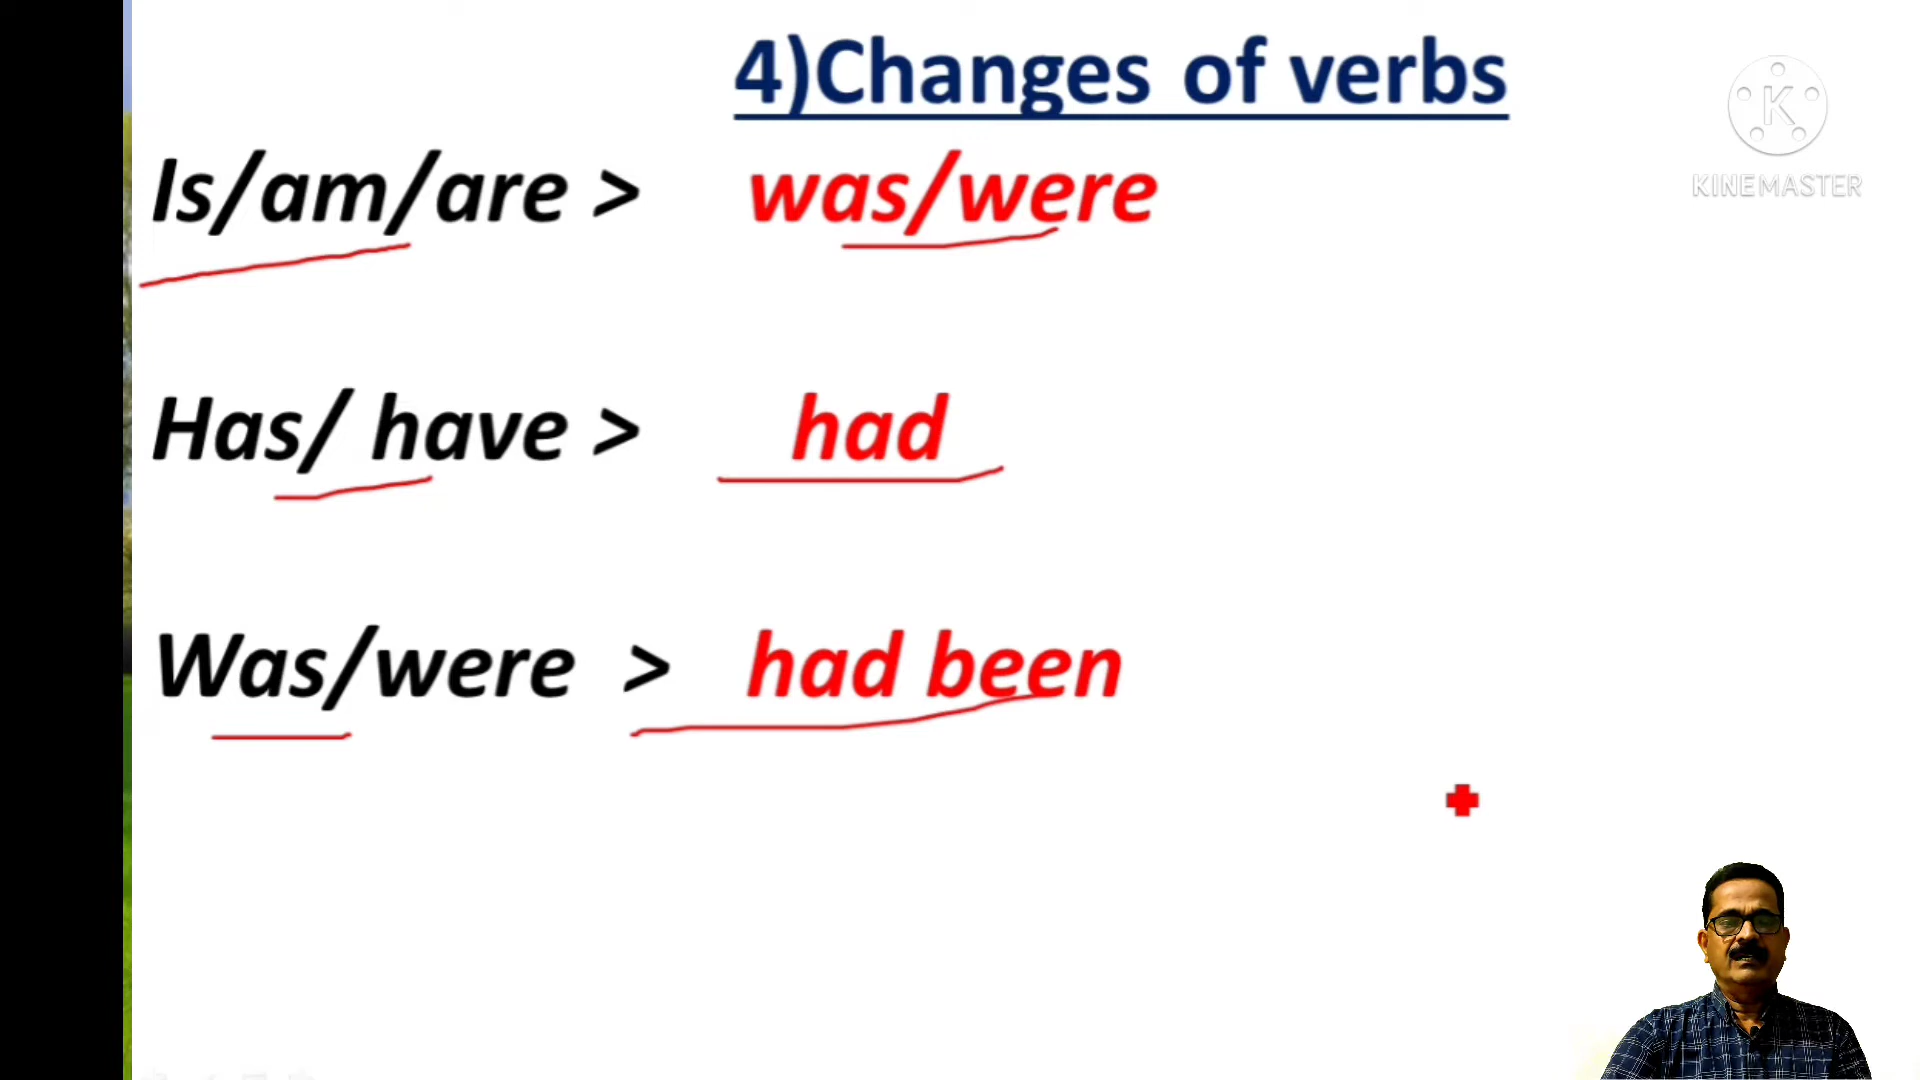 4)Changes of verbs
K
KINEMASTER
Is/am/are > was/were
Has/ have > had
Was/were > had been